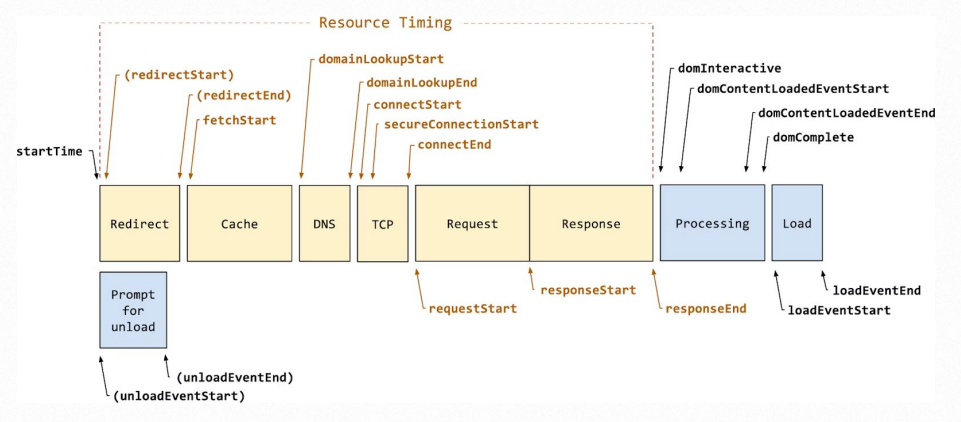 Resource Timing
domainLookupStart
(redirectStart)
domainLookupEnd
domInteractive
(redirectEnd)
connectStart
domContentLoadedEventStart
fetchStart
secureConnectionStart
domContentLoadedEventEnd
connectEnd
domComplete
startTime
Redirect
Cache
DNS
TCP
Request
Response
Processing
Load
Prompt
for
unload
requestStart
responseStart
responseEnd
loadEventEnd
loadEventStart
(unloadEventEnd)
(unloadEventStart)